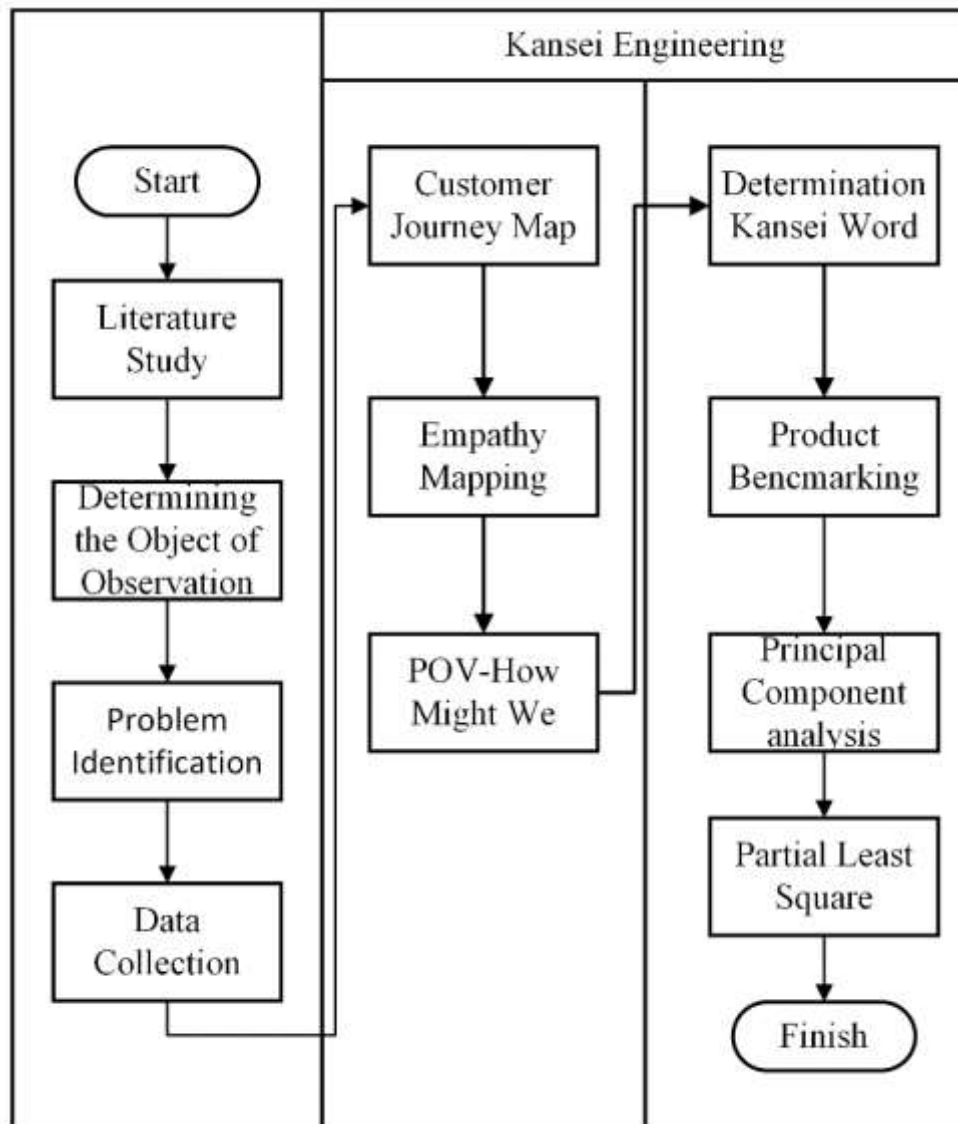 Kansei Engineering
Start
Literature
Study
Determining
the Object of
Observation
Problem
Identification
Data
Collection
Customer
Journey Map
Empathy
Mapping
POV-How
Might We
Determination
Kansei Word
Product
Bencmarking
Principal
Component
analysis
Partial Least
Square
Finish